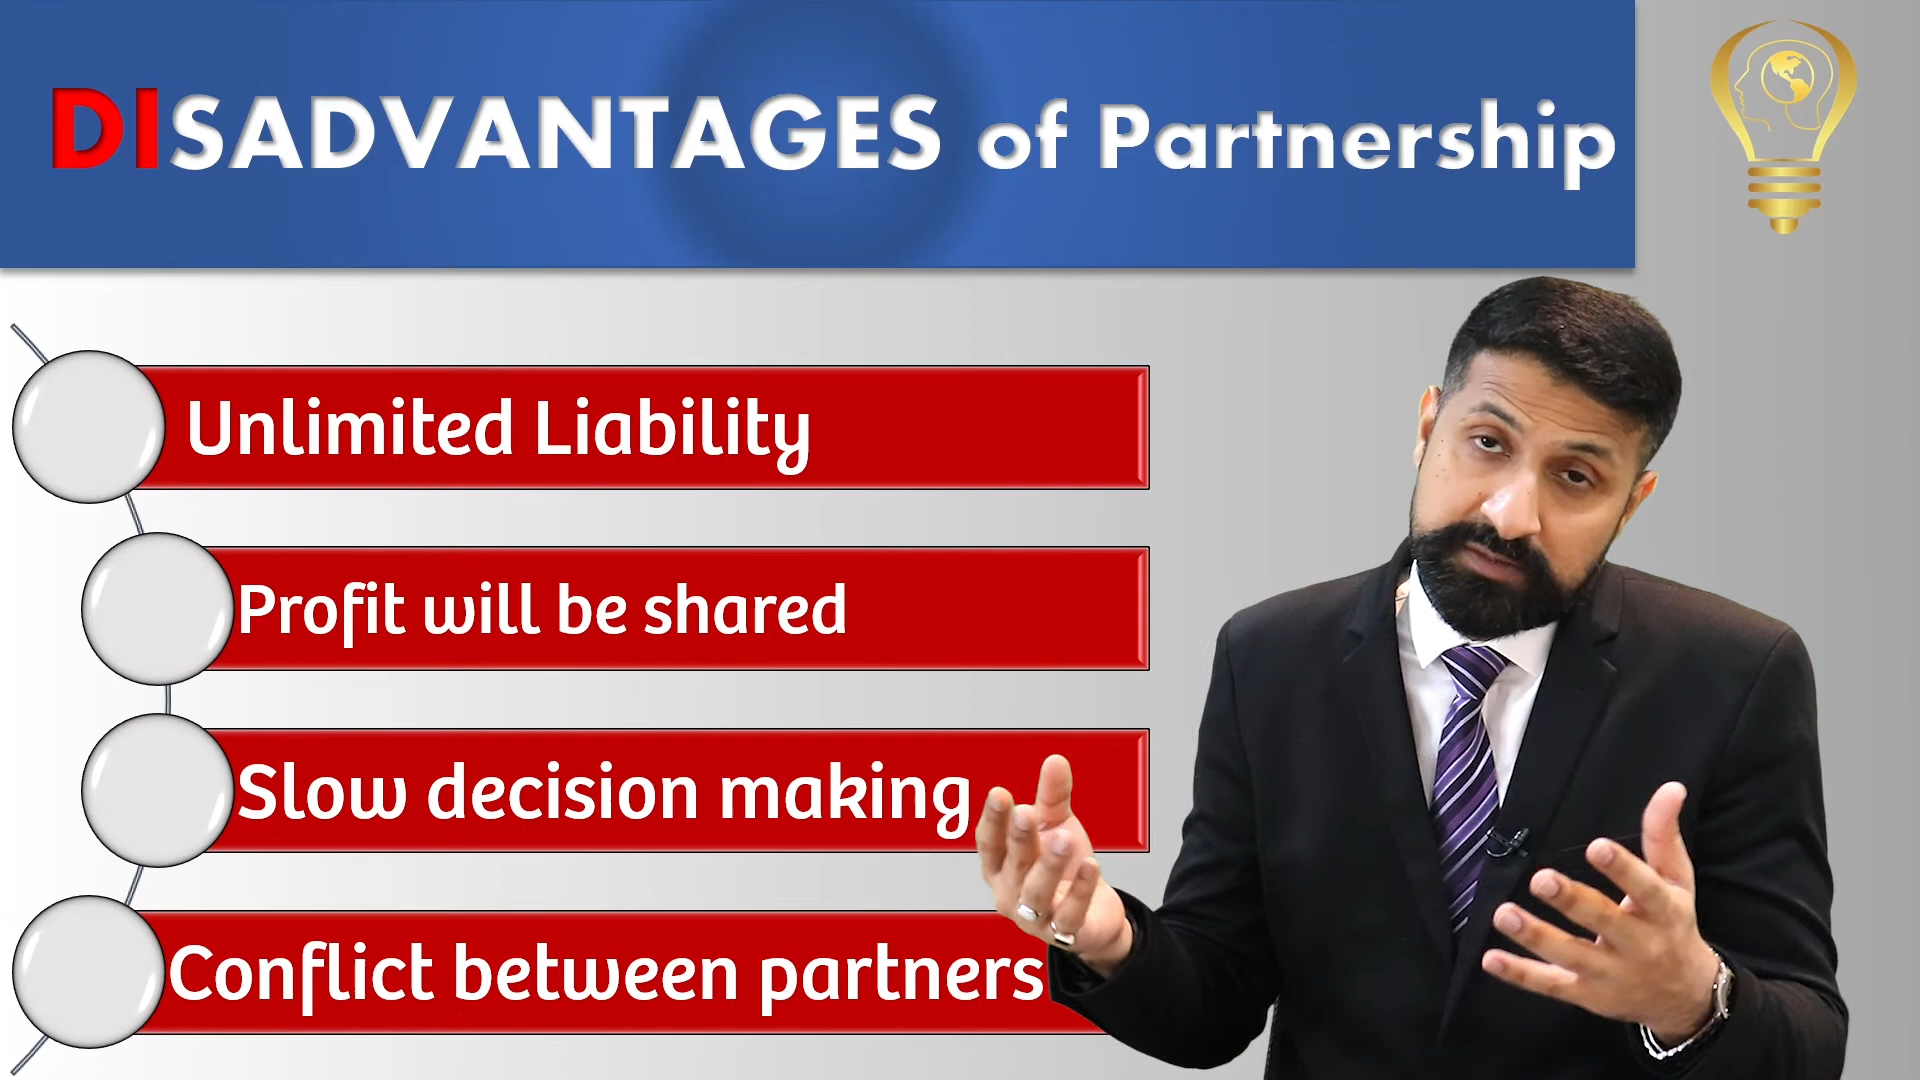 DISADVANTAGES of Partnership
Unlimited Liability
Profit will be shared
Slow decision making
Conflict between partners